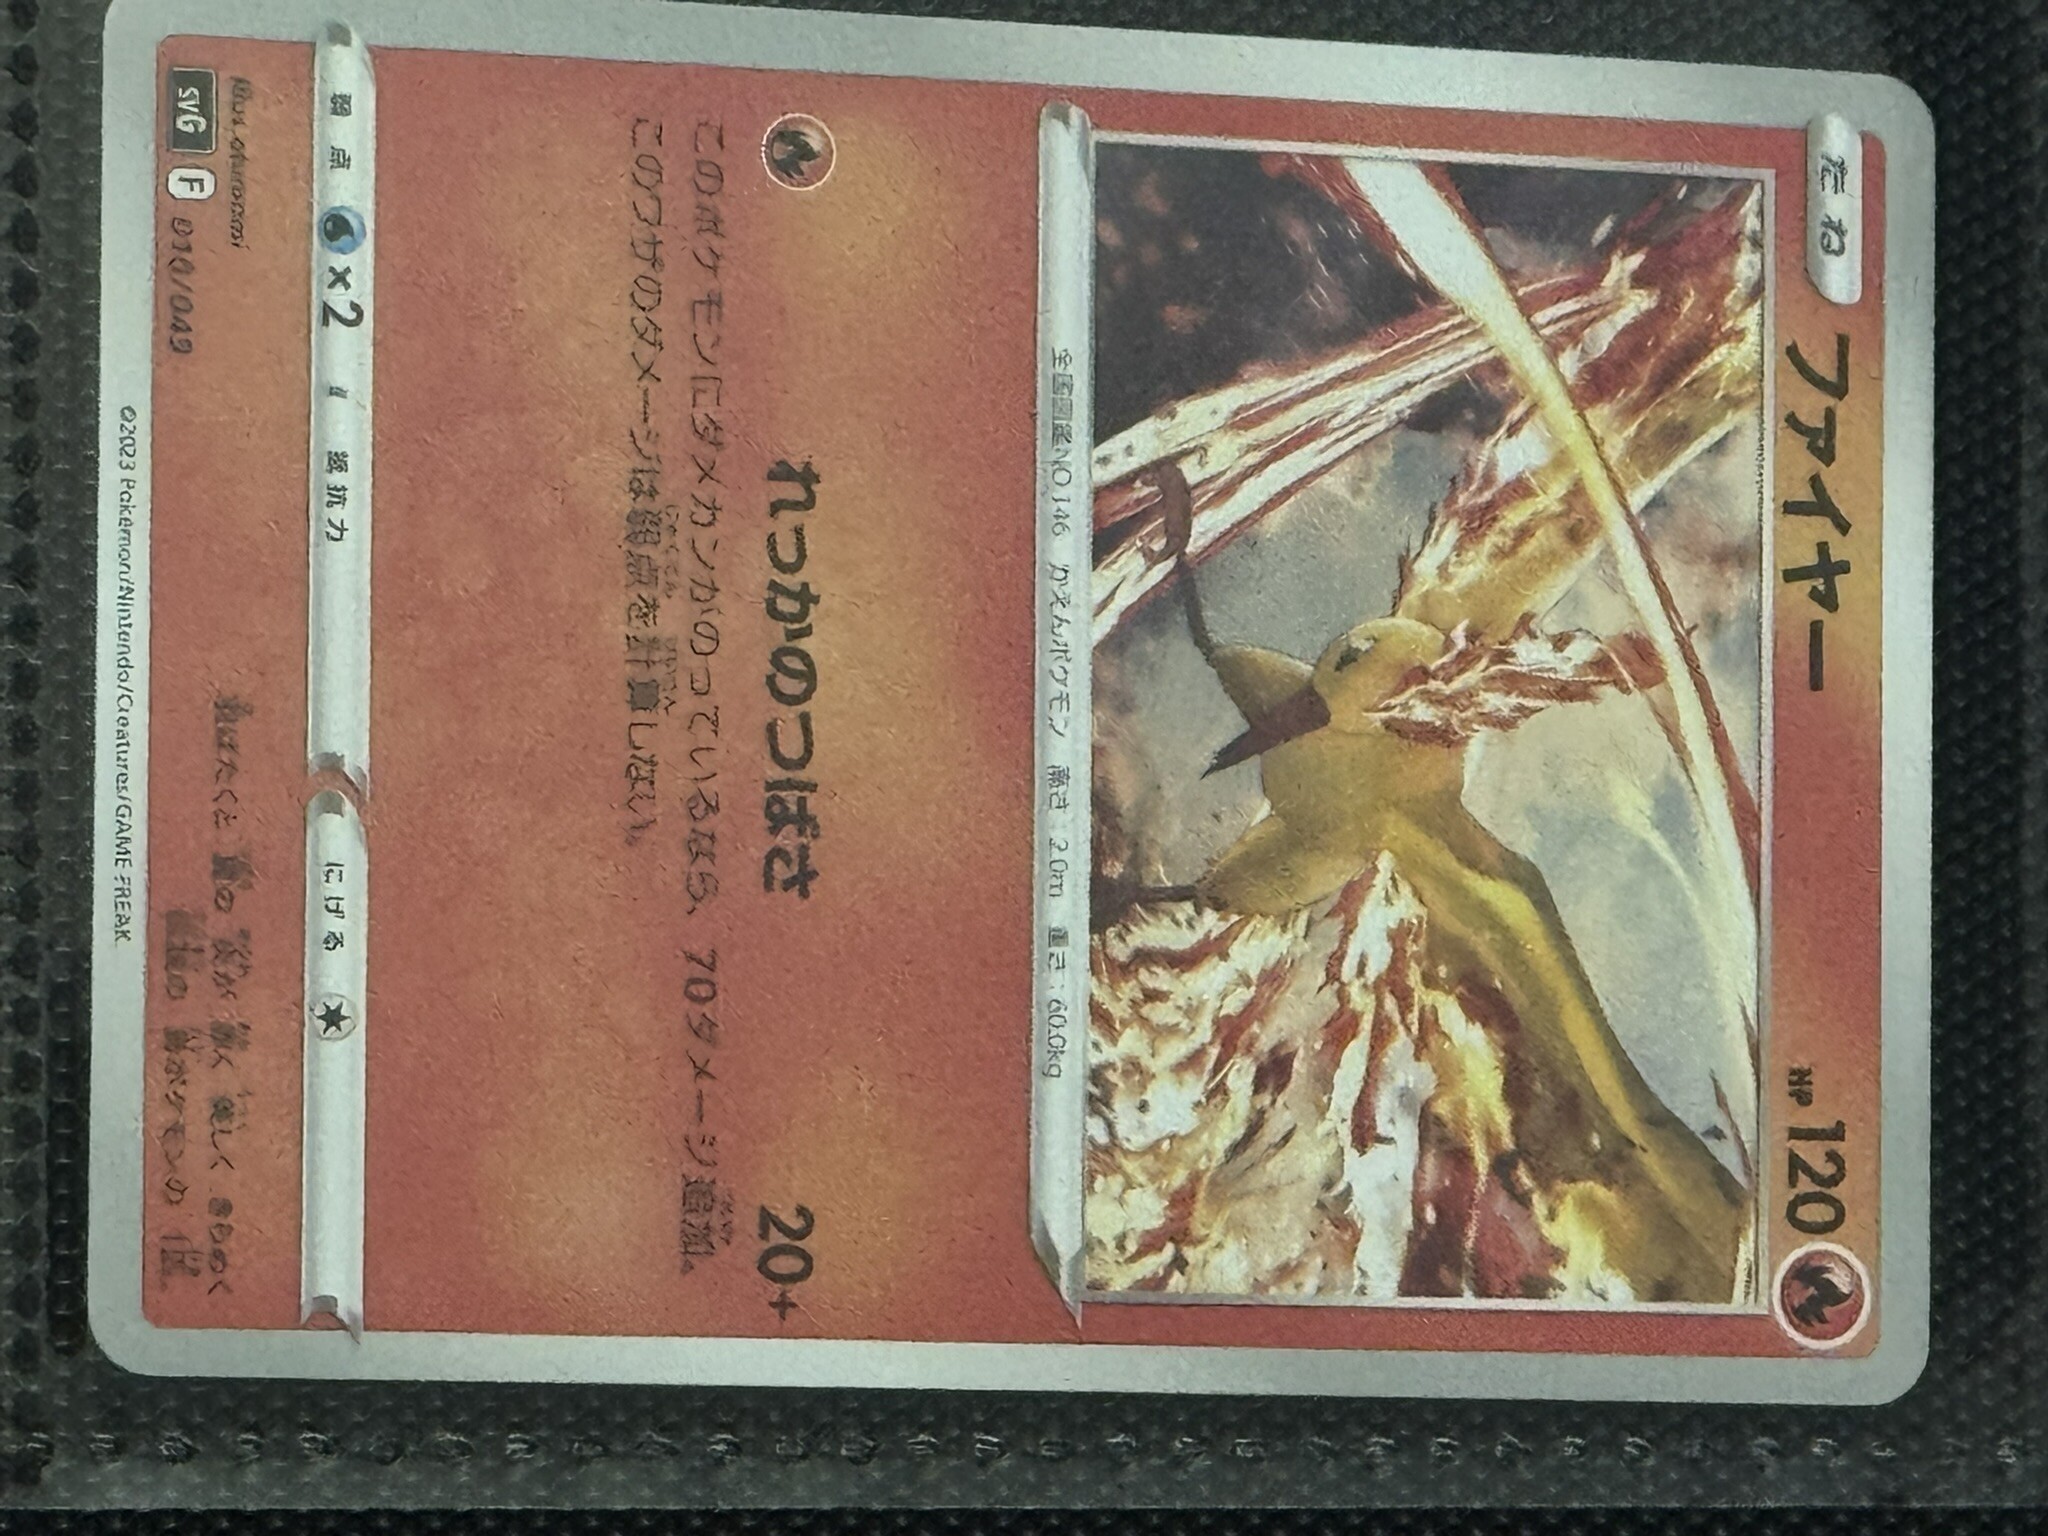 たね
ファイヤー
HP 120
全国図鑑NO.146 かえんポケモン 高さ:2.0m 重さ:60.0kg
れっかのつばさ 20+
このポケモンにダメカンがのっているなら、70ダメージ追加。
このワザのダメージは弱点を計算しない。
弱点 ×2 抵抗力
にげる
SVG F 010/049
©2023 Pokémon/Nintendo/Creatures/GAME FREAK.